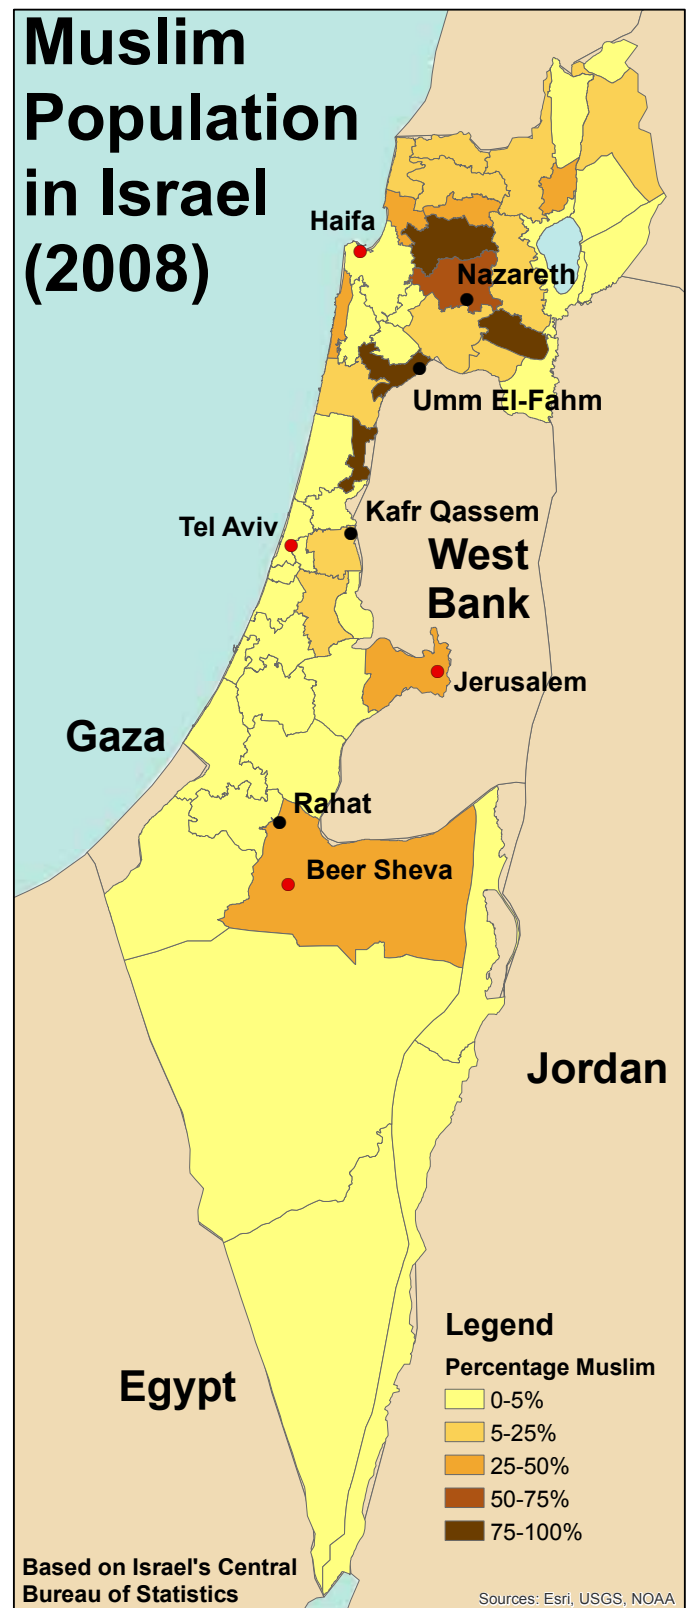 Muslim
Population
in Israel
(2008)
Haifa
Nazareth
Umm El-Fahm
Kafr Qassem
Tel Aviv
West
Bank
Jerusalem
Gaza
Rahat
Beer Sheva
Jordan
Egypt
Legend
Percentage Muslim
0-5%
5-25%
25-50%
50-75%
75-100%
Based on Israel's Central
Bureau of Statistics
Sources: Esri, USGS, NOAA